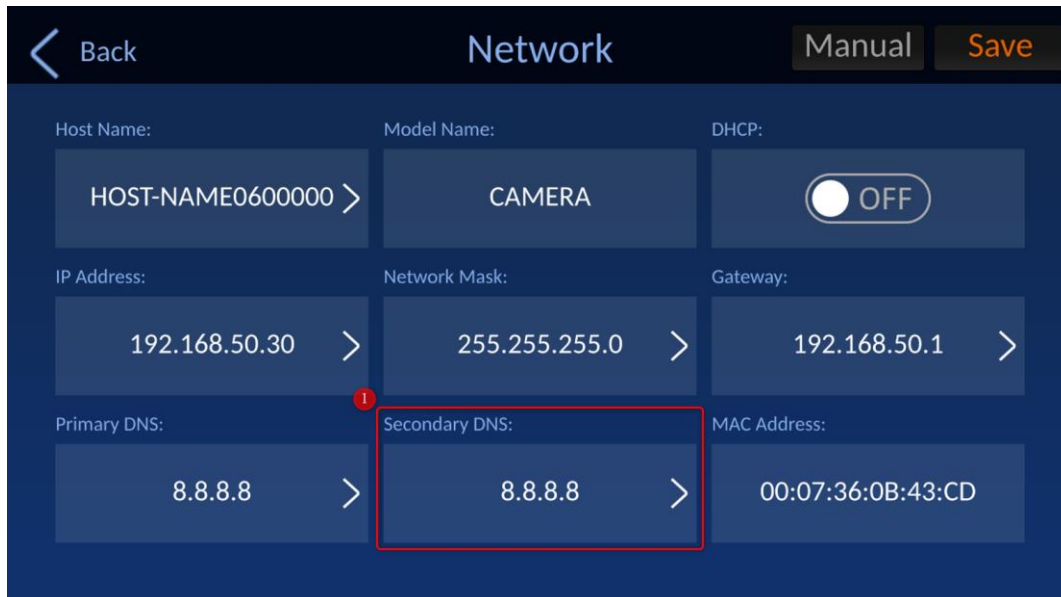 Back
Network
Manual
Save
Host Name:
Model Name:
DHCP:
HOST-NAME0600000
CAMERA
OFF
IP Address:
Network Mask:
Gateway:
192.168.50.30
255.255.255.0
192.168.50.1
1
Primary DNS:
Secondary DNS:
MAC Address:
8.8.8.8
8.8.8.8
00:07:36:0B:43:CD